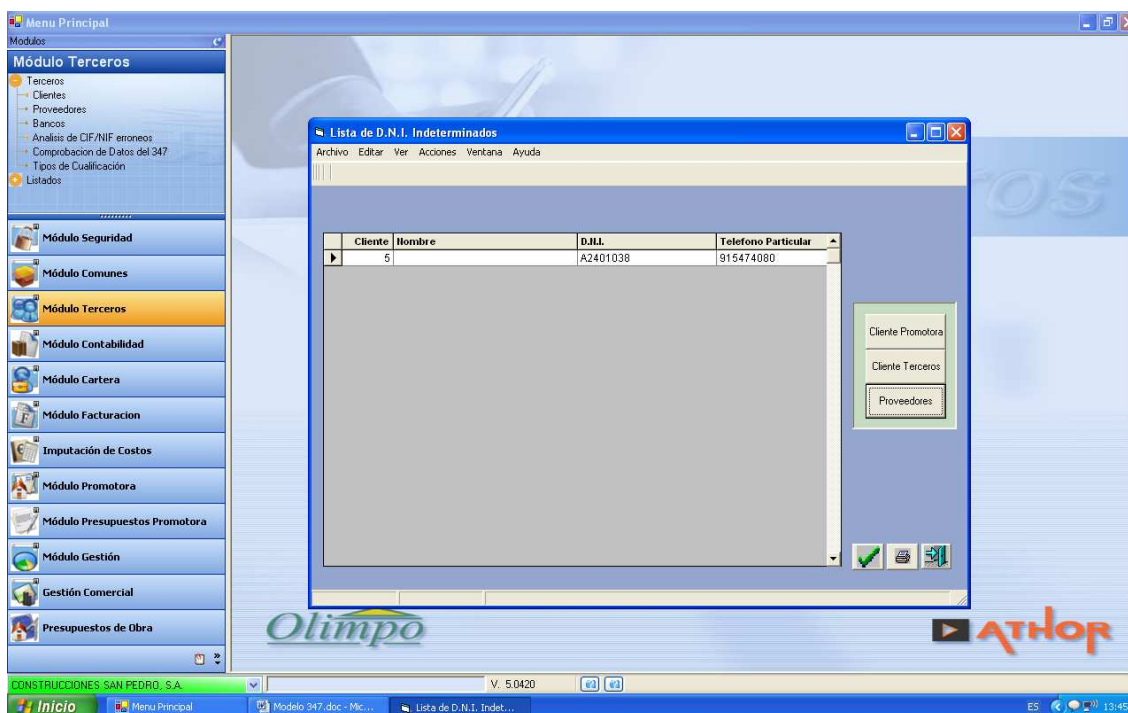 Menu Principal
Modulos
Módulo Terceros
Terceros
Clientes
Proveedores
Bancos
Analisis de CIF/NIF erroneos
Comprobacion de Datos del 347
Tipos de Cualificación
Listados
Módulo Seguridad
Módulo Comunes
Módulo Terceros
Módulo Contabilidad
Módulo Cartera
Módulo Facturacion
Imputación de Costos
Módulo Promotora
Módulo Presupuestos Promotora
Módulo Gestión
Gestión Comercial
Presupuestos de Obra
Lista de D.N.I. Indeterminados
Archivo Editar Ver Acciones Ventana Ayuda
Cliente Nombre D.N.I. Telefono Particular
5 A2401038 915474080
Cliente Promotora
Cliente Terceros
Proveedores
Olimpo
ATHOR
CONSTRUCCIONES SAN PEDRO, S.A. V. 5.0420
Inicio Menu Principal Modelo 347.doc - Mic... Lista de D.N.I. Indet... ES 13:45